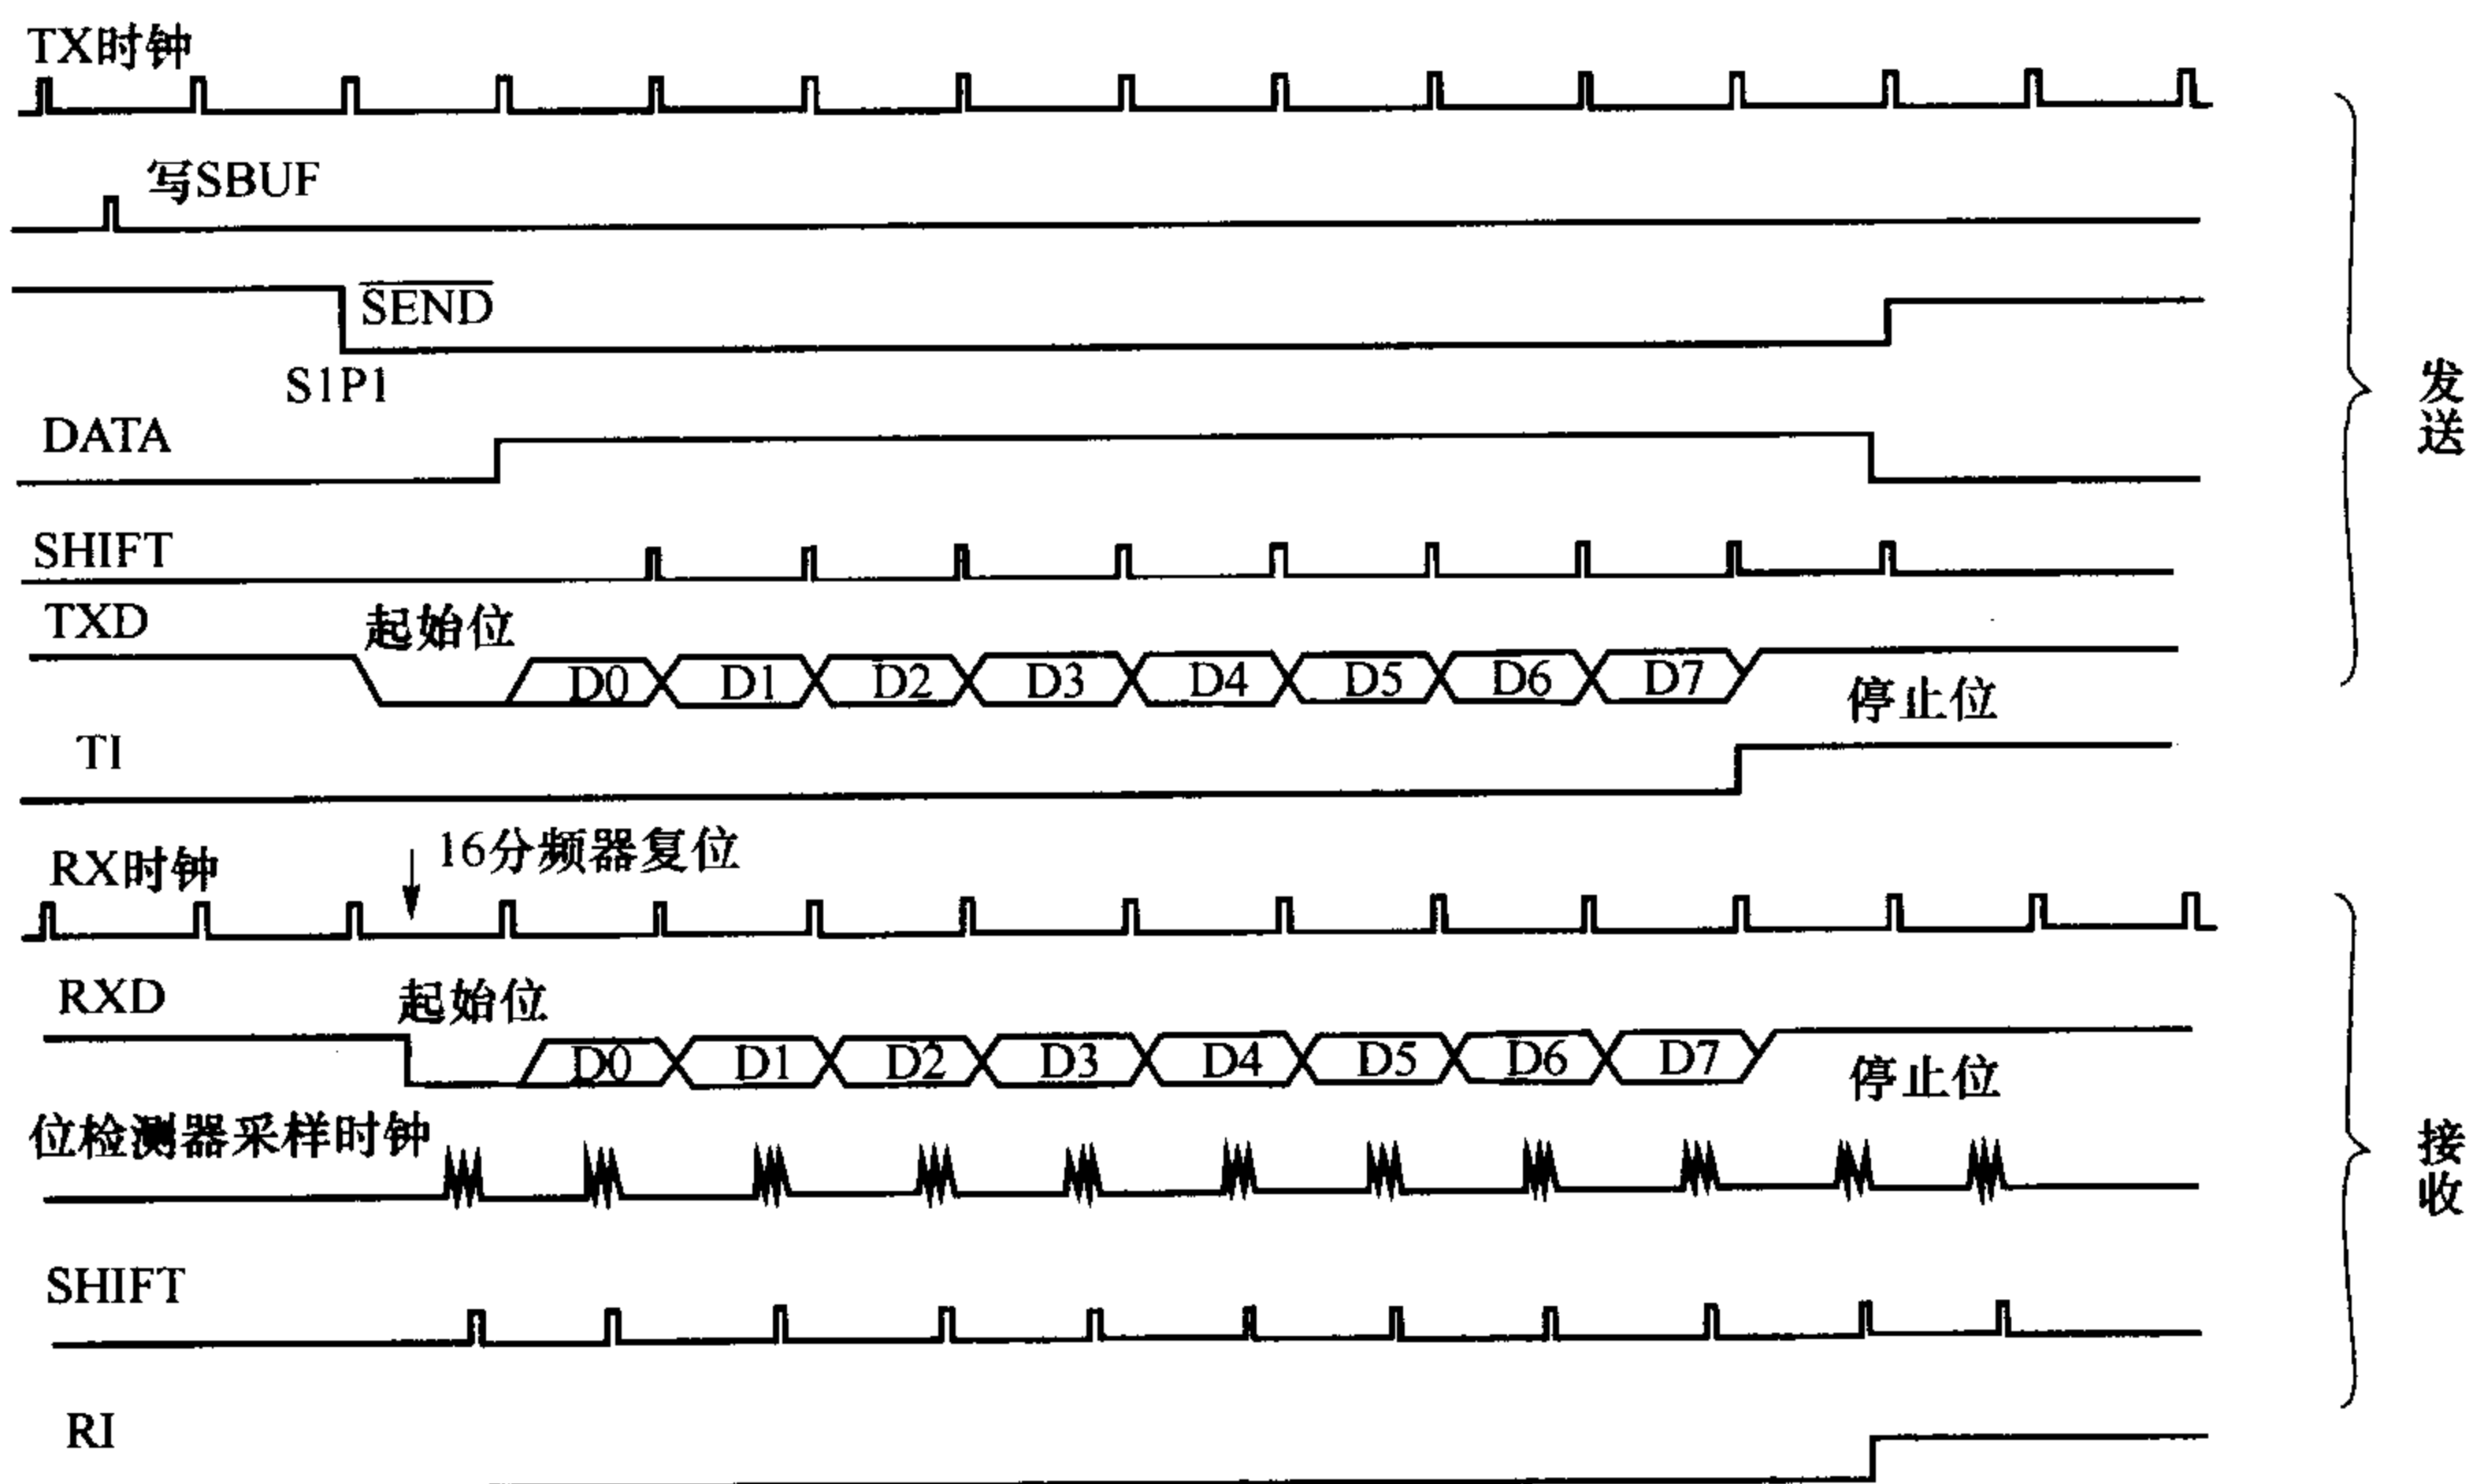 TX时钟
写SBUF
SEND
S1P1
DATA
SHIFT
TXD 起始位
D0 D1 D2 D3 D4 D5 D6 D7
停止位
TI
发送
16分频器复位
RX时钟
RXD 起始位
D0 D1 D2 D3 D4 D5 D6 D7
停止位
位检测器采样时钟
SHIFT
RI
接收